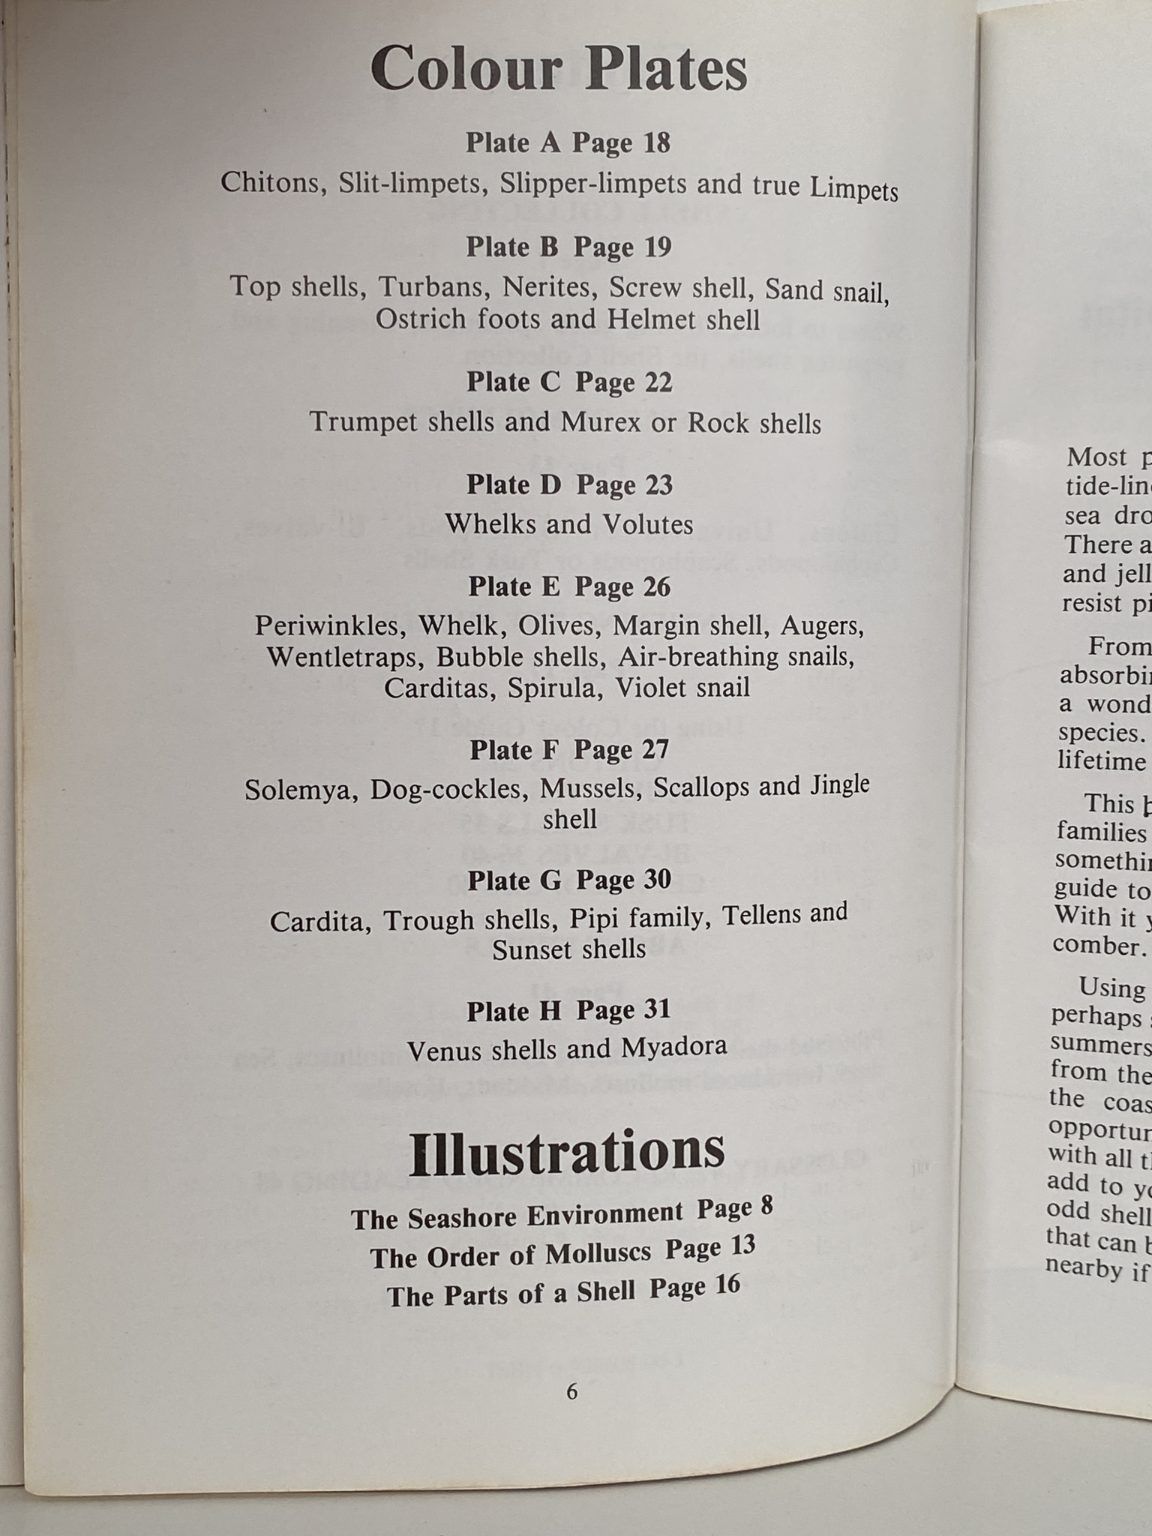 Colour Plates
Plate A Page 18
Chitons, Slit-limpets, Slipper-limpets and true Limpets
Plate B Page 19
Top shells, Turbans, Nerites, Screw shell, Sand snail,
Ostrich foots and Helmet shell
Plate C Page 22
Trumpet shells and Murex or Rock shells
Plate D Page 23
Whelks and Volutes
Plate E Page 26
Periwinkles, Whelk, Olives, Margin shell, Augers,
Wentletraps, Bubble shells, Air-breathing snails,
Carditas, Spirula, Violet snail
Plate F Page 27
Solemya, Dog-cockles, Mussels, Scallops and Jingle
shell
Plate G Page 30
Cardita, Trough shells, Pipi family, Tellens and
Sunset shells
Plate H Page 31
Venus shells and Myadora
Illustrations
The Seashore Environment Page 8
The Order of Molluscs Page 13
The Parts of a Shell Page 16
6
Most
tide-lin
sea dro
There a
and jell
resist pi
From
absorbi
a wond
species.
lifetime
This
families
somethin
guide to
With it
comber.
Using
perhaps
summers
from the
the coas
opportun
with all t
add to yo
odd shell
that can b
nearby if